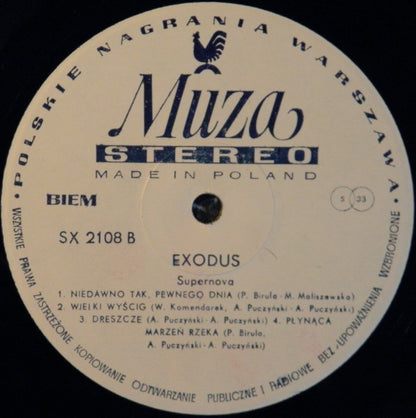 • POLSKIE NAGRANIA WARSZAWA •
Muza
STEREO
MADE IN POLAND
BIEM
S 33
SX 2108 B
EXODUS
Supernova
1. NIEDAWNO TAK, PEWNEGO DNIA (P. Birula - M. Maliszewska)
2. WIELKI WYŚCIG (W. Komendarek, A. Puczyński - A. Puczyński)
3. DRESZCZE (A. Puczyński - A. Puczyński) 4. PŁYNĄCA
MARZEŃ RZEKA (P. Birula,
A. Puczyński - A. Puczyński)
WSZYSTKIE PRAWA ZASTRZEŻONE KOPIOWANIE ODTWARZANIE PUBLICZNE I RADIOWE BEZ UPOWAŻNIENIA WZBRONIONE